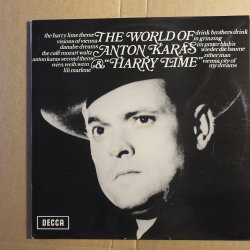 THE WORLD OF
ANTON KARAS
& "HARRY LIME"
the harry lime theme
visions of vienna
danube dreams
the café mozart waltz
anton karas second theme
wien, weib, wein
lili marlene
drink brothers drink
in grinzing
im prater blüh'n
wieder die bäume
zither man
vienna, city of
my dreams
DECCA